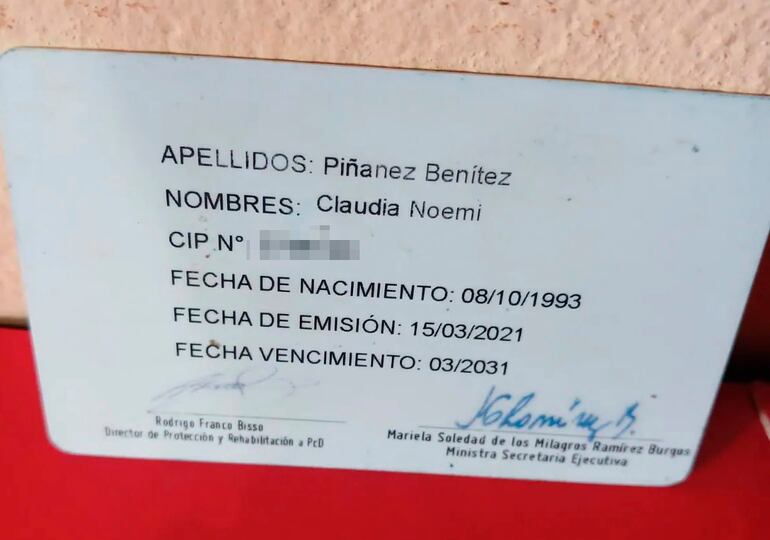 APELLIDOS: Piñanez Benítez
NOMBRES: Claudia Noemi
CIP N°
FECHA DE NACIMIENTO: 08/10/1993
FECHA DE EMISIÓN: 15/03/2021
FECHA VENCIMIENTO: 03/2031
Rodrigo Franco Bisso
Director de Protección y Rehabilitación a PcD
Mariela Soledad de los Milagros Ramírez Burgos
Ministra Secretaria Ejecutiva